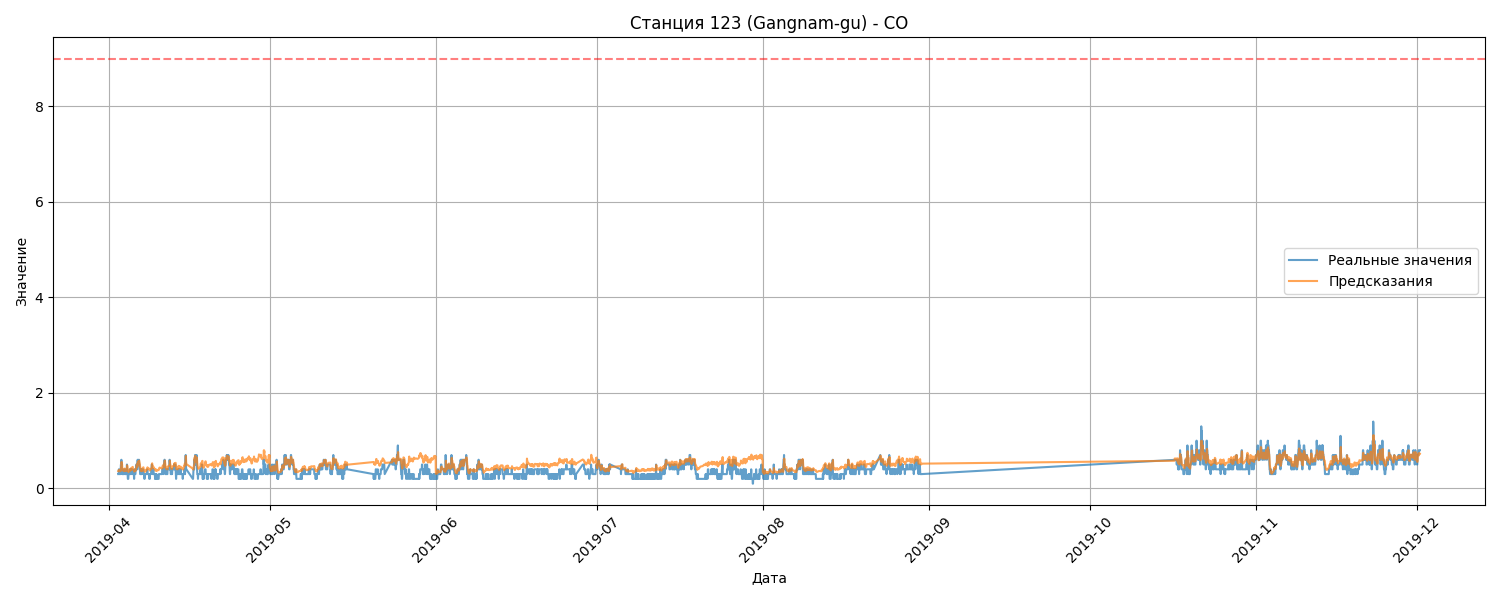 Станция 123 (Gangnam-gu) - CO
Значение
8
6
4
2
0
Реальные значения
Предсказания
2019-04
2019-05
2019-06
2019-07
2019-08
2019-09
2019-10
2019-11
2019-12
Дата